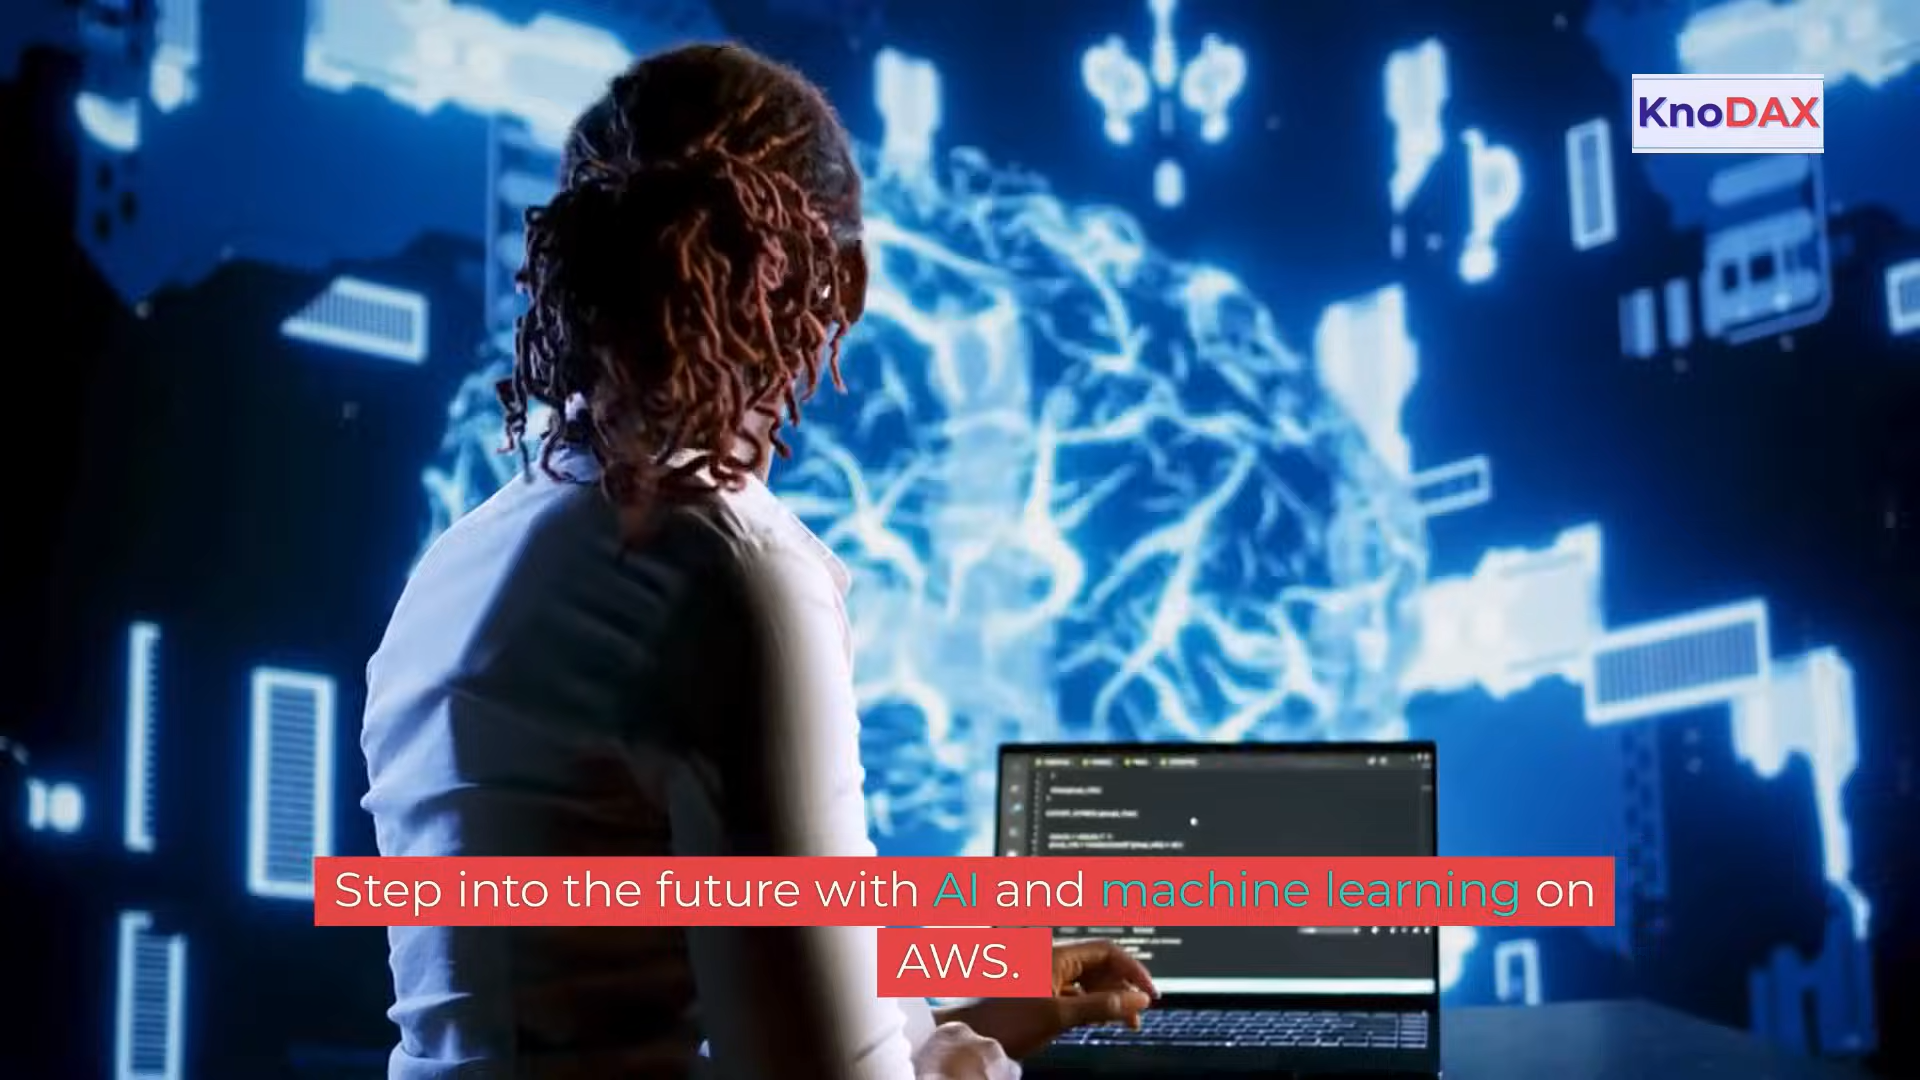 KnoDAX
Step into the future with AI and machine learning on
AWS.